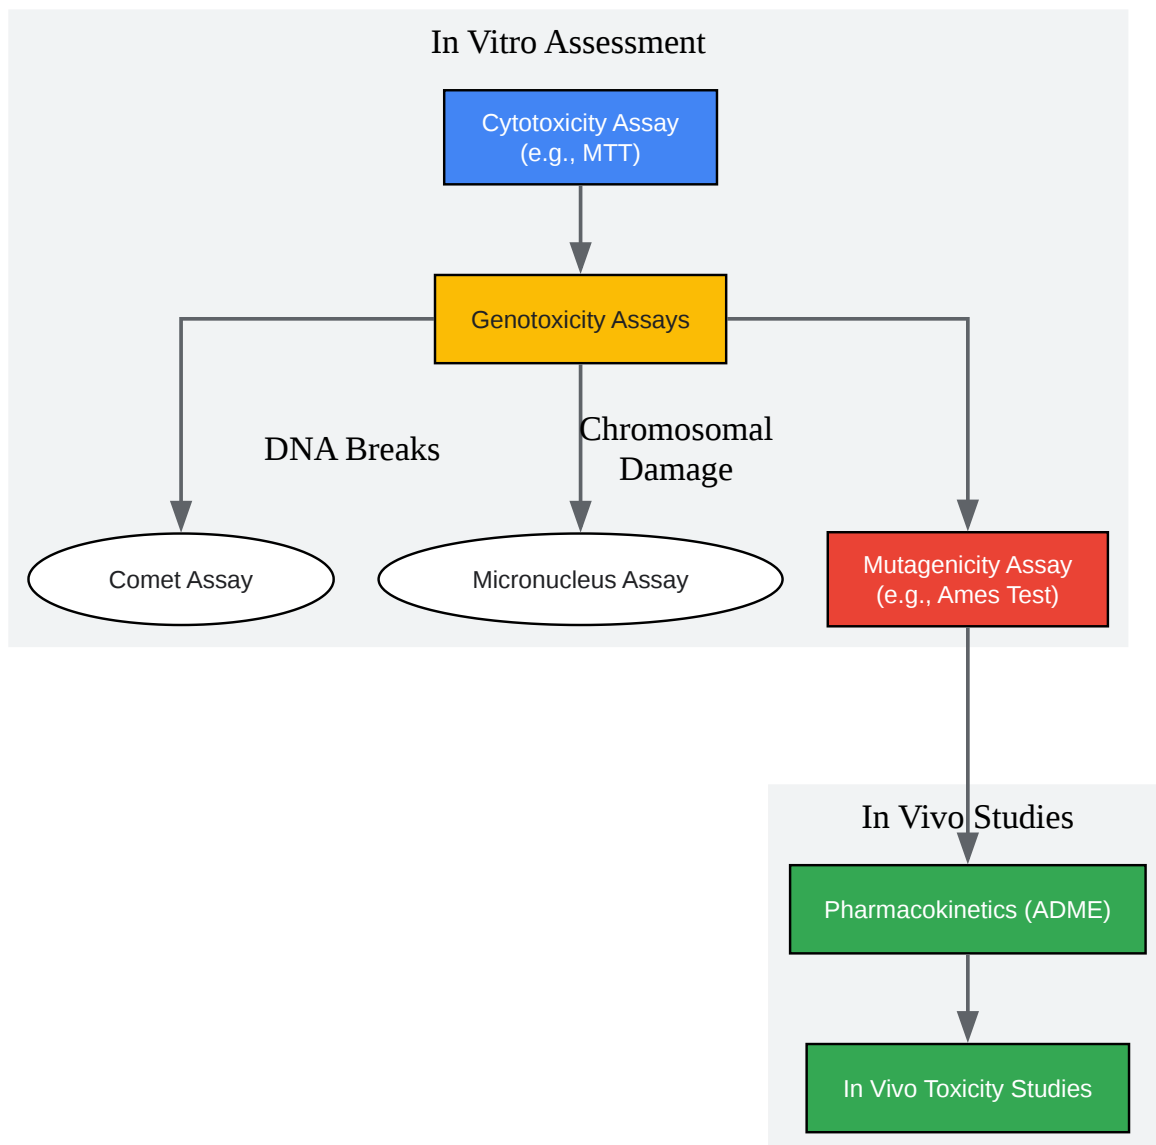 In Vitro Assessment
Cytotoxicity Assay
(e.g., MTT)
Genotoxicity Assays
DNA Breaks
Chromosomal
Damage
Comet Assay
Micronucleus Assay
Mutagenicity Assay
(e.g., Ames Test)
In Vivo Studies
Pharmacokinetics (ADME)
In Vivo Toxicity Studies